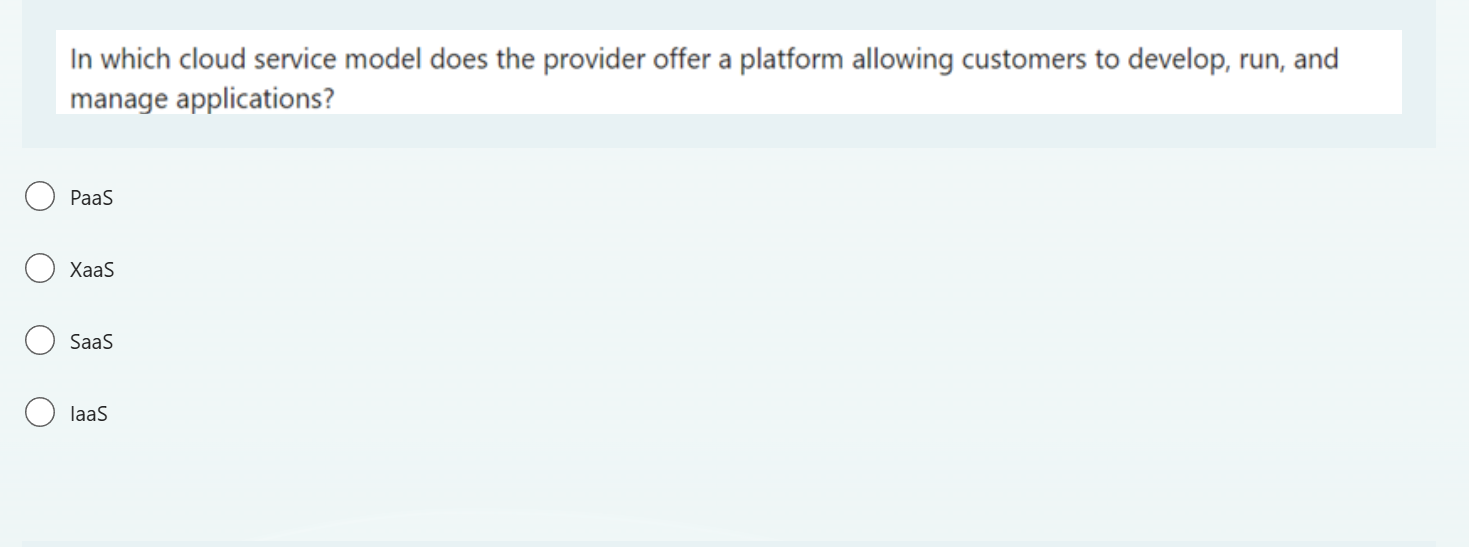 In which cloud service model does the provider offer a platform allowing customers to develop, run, and
manage applications?
PaaS
XaaS
SaaS
IaaS